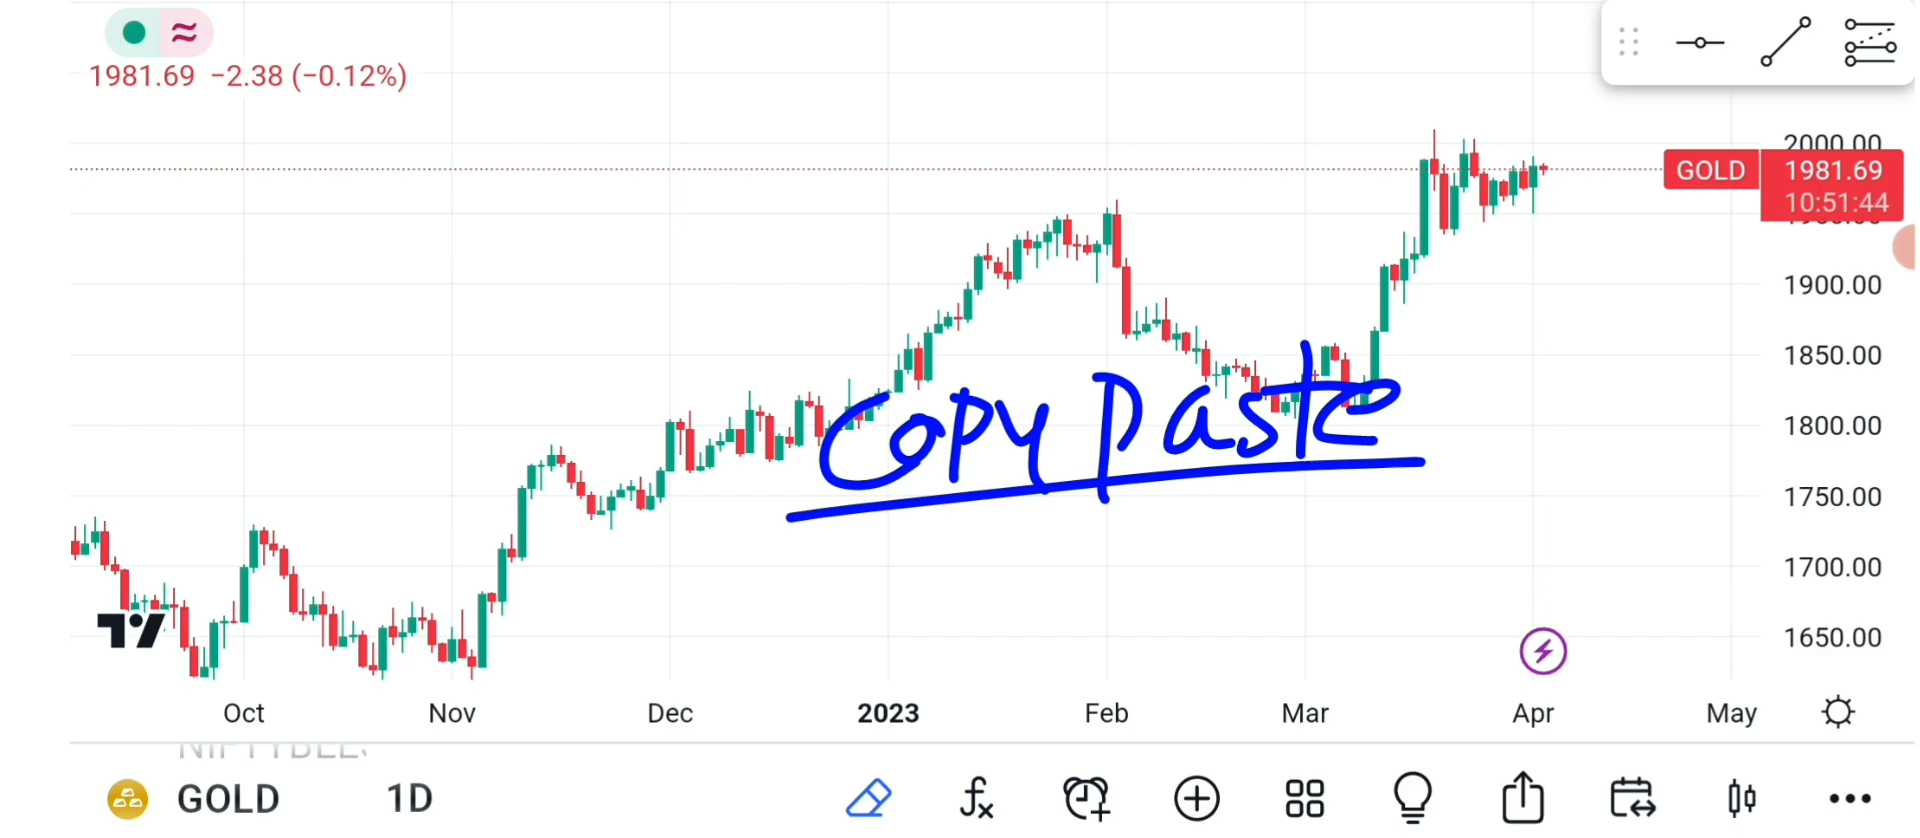 1981.69 −2.38 (−0.12%)
2000.00
GOLD 1981.69
10:51:44
1900.00
1850.00
1800.00
1750.00
1700.00
1650.00
Copy Paste
Oct Nov Dec 2023 Feb Mar Apr May
GOLD 1D